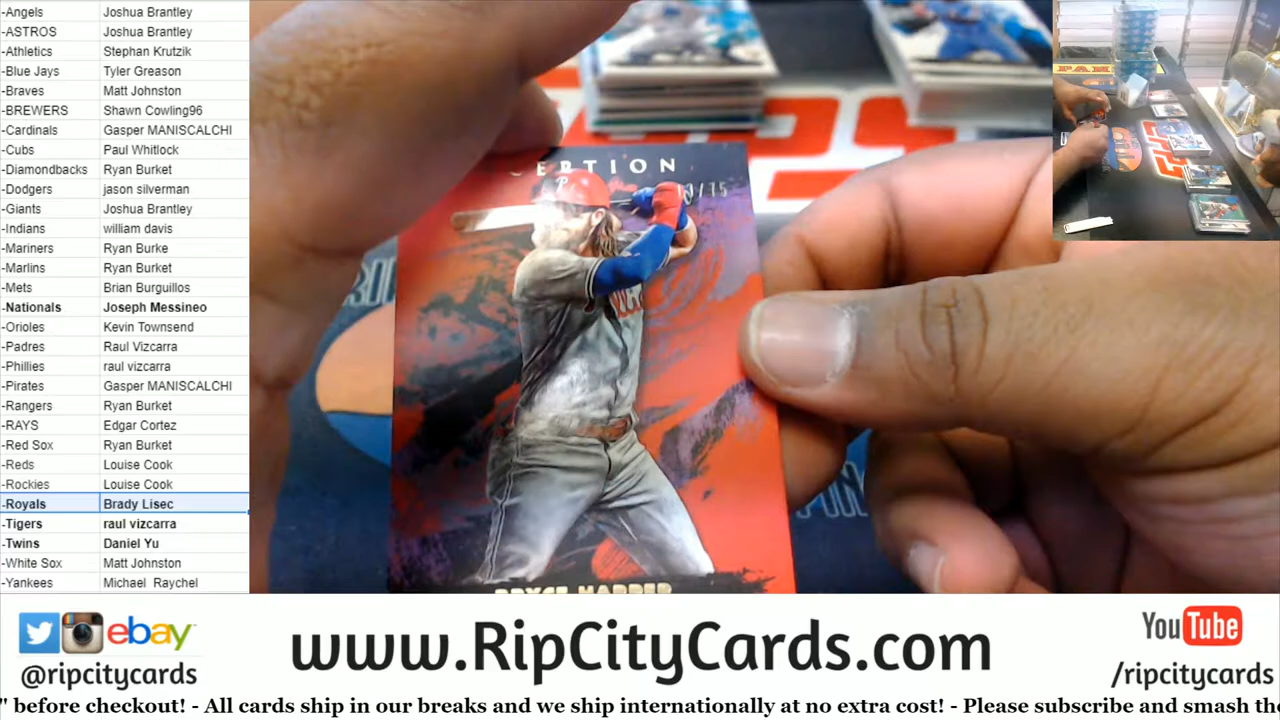 -Angels Joshua Brantley
-ASTROS Joshua Brantley
-Athletics Stephan Krutzik
-Blue Jays Tyler Greason
-Braves Matt Johnston
-BREWERS Shawn Cowling96
-Cardinals Gasper MANISCALCHI
-Cubs Paul Whitlock
-Diamondbacks Ryan Burket
-Dodgers jason silverman
-Giants Joshua Brantley
-Indians william davis
-Mariners Ryan Burke
-Marlins Ryan Burket
-Mets Brian Burguillos
-Nationals Joseph Messineo
-Orioles Kevin Townsend
-Padres Raul Vizcarra
-Phillies raul vizcarra
-Pirates Gasper MANISCALCHI
-Rangers Ryan Burket
-RAYS Edgar Cortez
-Red Sox Ryan Burket
-Reds Louise Cook
-Rockies Louise Cook
-Royals Brady Lisec
-Tigers raul vizcarra
-Twins Daniel Yu
-White Sox Matt Johnston
-Yankees Michael Raychel
CEPTION
BRYCE HARPER
ebay
@ripcitycards
www.RipCityCards.com
YouTube
/ripcitycards
" before checkout! - All cards ship in our breaks and we ship internationally at no extra cost! - Please subscribe and smash the